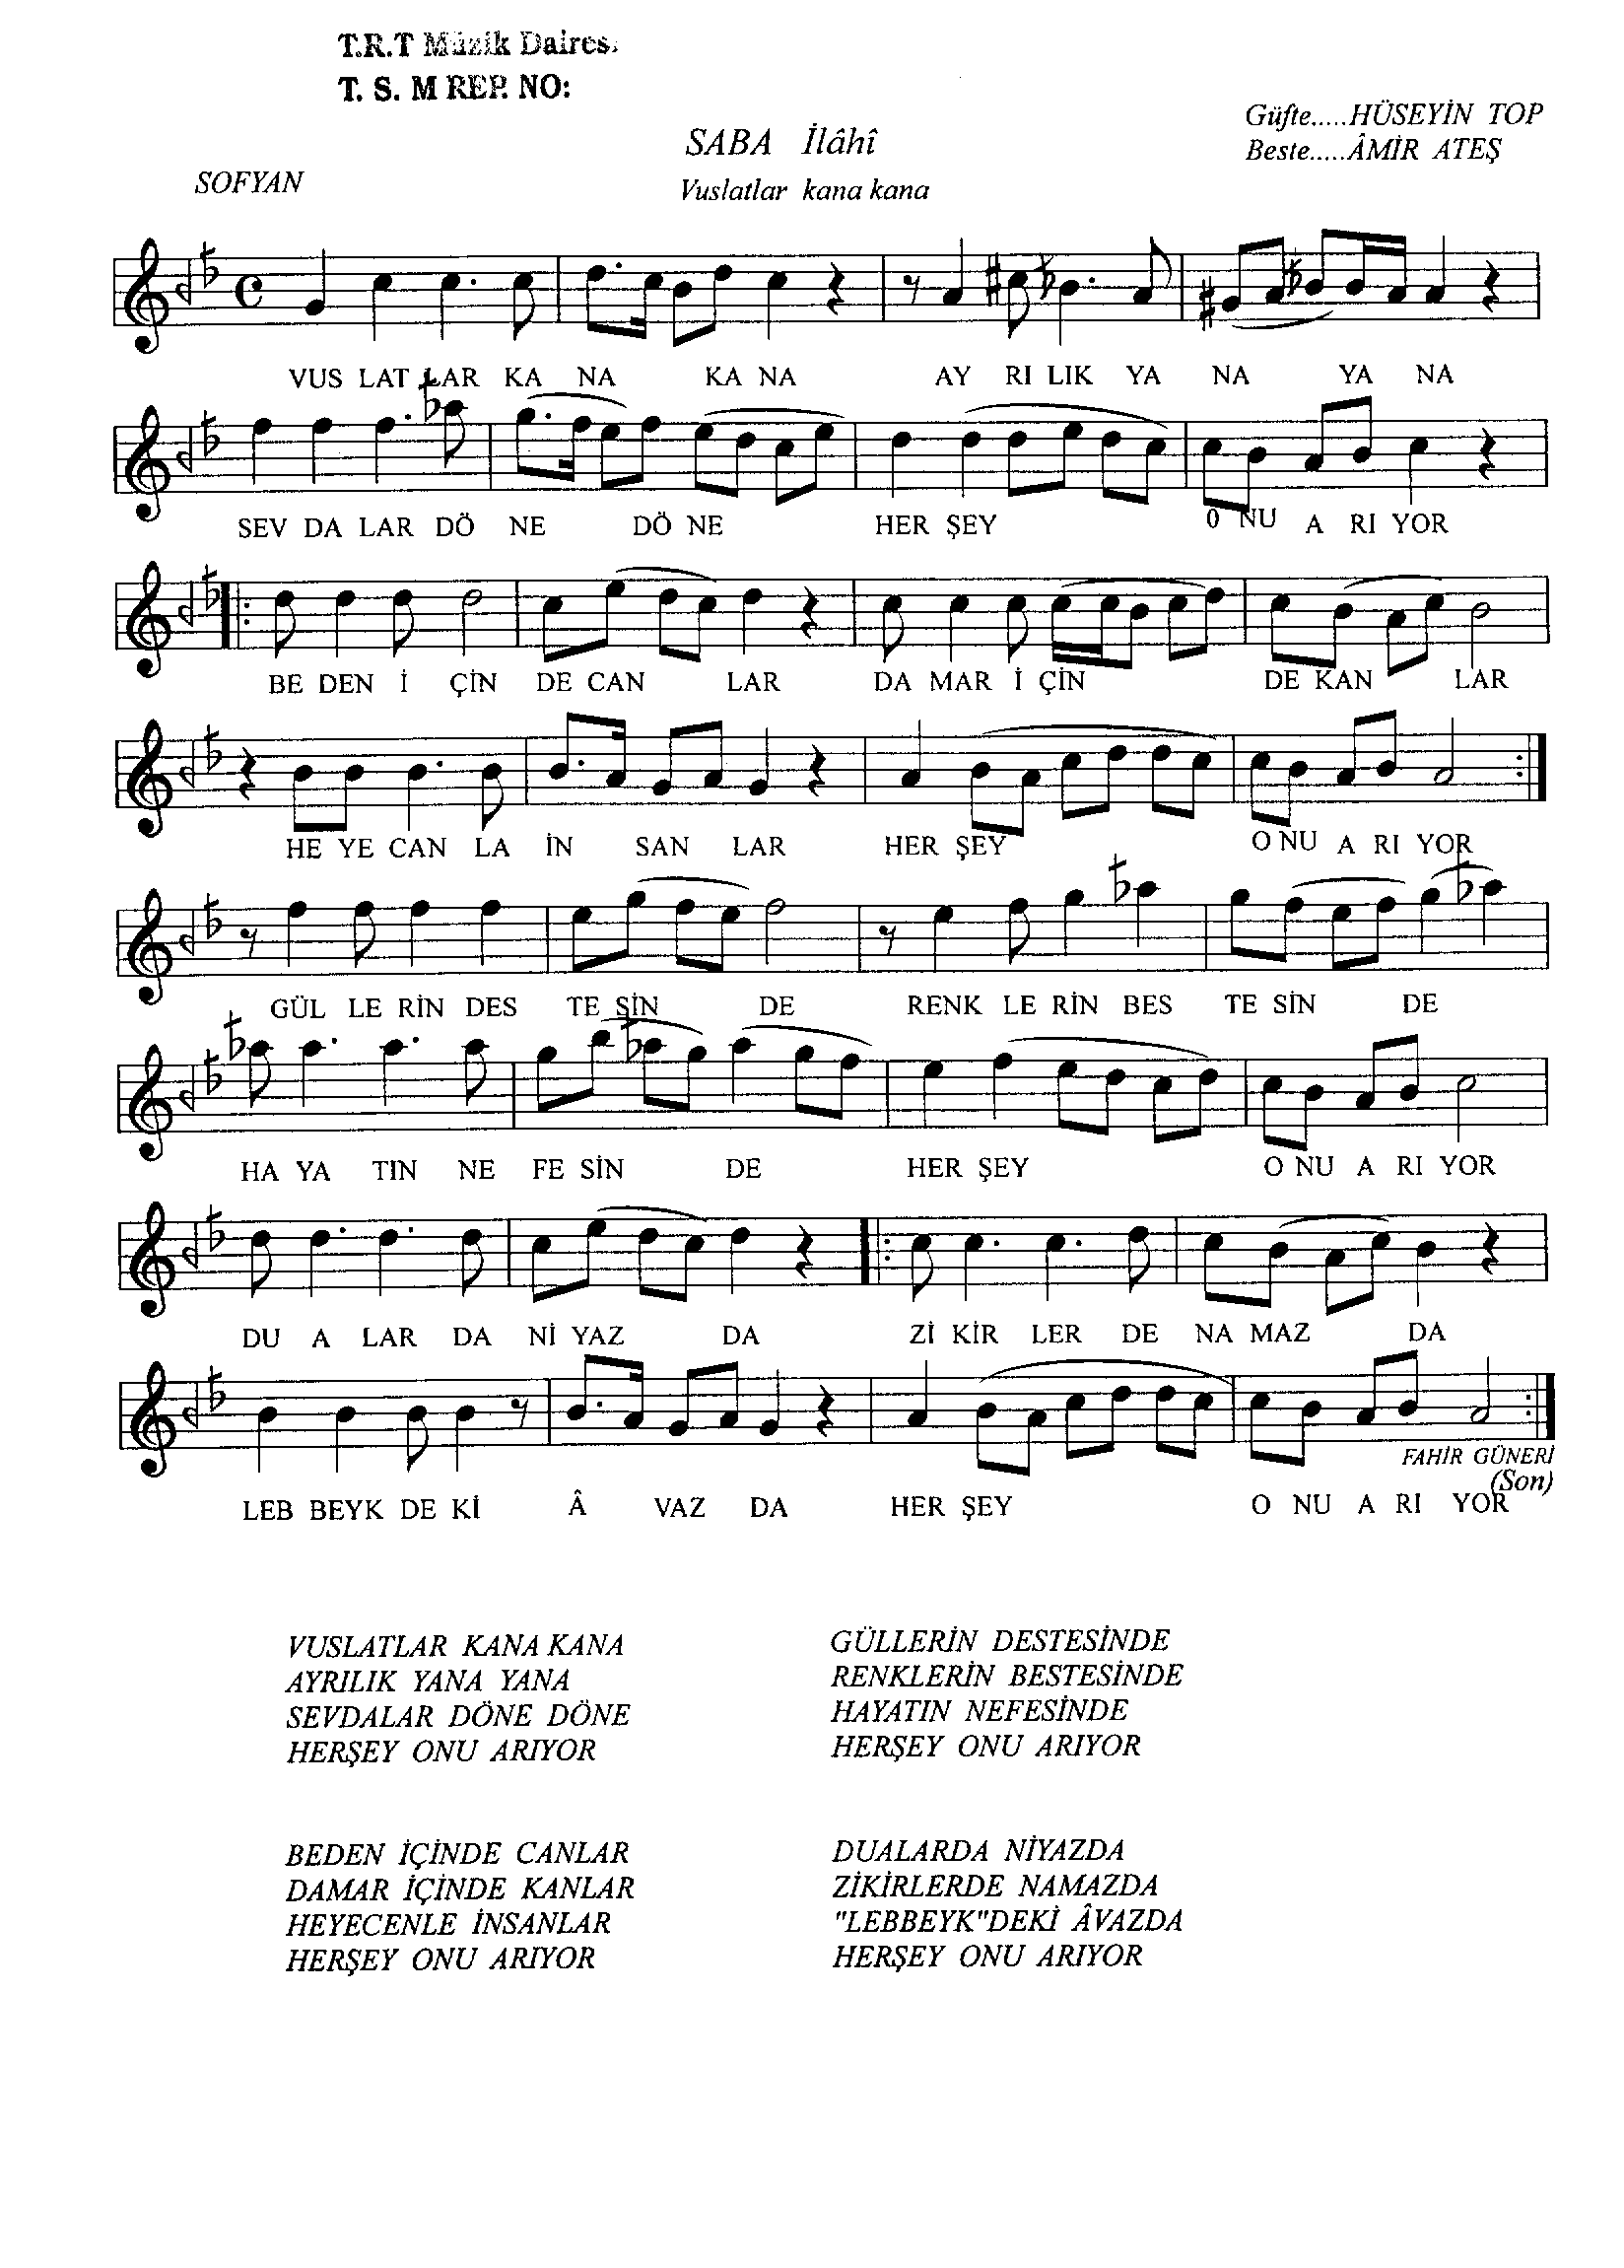 T.R.T Müzik Dairesi
T. S. M REP. NO:
Güfte.....HÜSEYİN TOP
SABA İlâhî
Beste.....ÂMİR ATEŞ
SOFYAN
Vuslatlar kana kana
VUS LAT LAR KA NA KA NA AY RI LIK YA NA YA NA
SEV DA LAR DÖ NE DÖ NE HER ŞEY 0 NU A RI YOR
BE DEN İ ÇİN DE CAN LAR DA MAR İ ÇİN DE KAN LAR
HE YE CAN LA İN SAN LAR HER ŞEY O NU A RI YOR
GÜL LE RİN DES TE SİN DE RENK LE RİN BES TE SİN DE
HA YA TIN NE FE SİN DE HER ŞEY O NU A RI YOR
DU A LAR DA Nİ YAZ DA Zİ KİR LER DE NA MAZ DA
FAHİR GÜNERİ
(Son)
LEB BEYK DE Kİ Â VAZ DA HER ŞEY O NU A RI YOR
VUSLATLAR KANA KANA
AYRILIK YANA YANA
SEVDALAR DÖNE DÖNE
HERŞEY ONU ARIYOR
GÜLLERİN DESTESİNDE
RENKLERİN BESTESİNDE
HAYATIN NEFESİNDE
HERŞEY ONU ARIYOR
BEDEN İÇİNDE CANLAR
DAMAR İÇİNDE KANLAR
HEYECENLE İNSANLAR
HERŞEY ONU ARIYOR
DUALARDA NİYAZDA
ZİKİRLERDE NAMAZDA
"LEBBEYK"DEKİ ÂVAZDA
HERŞEY ONU ARIYOR